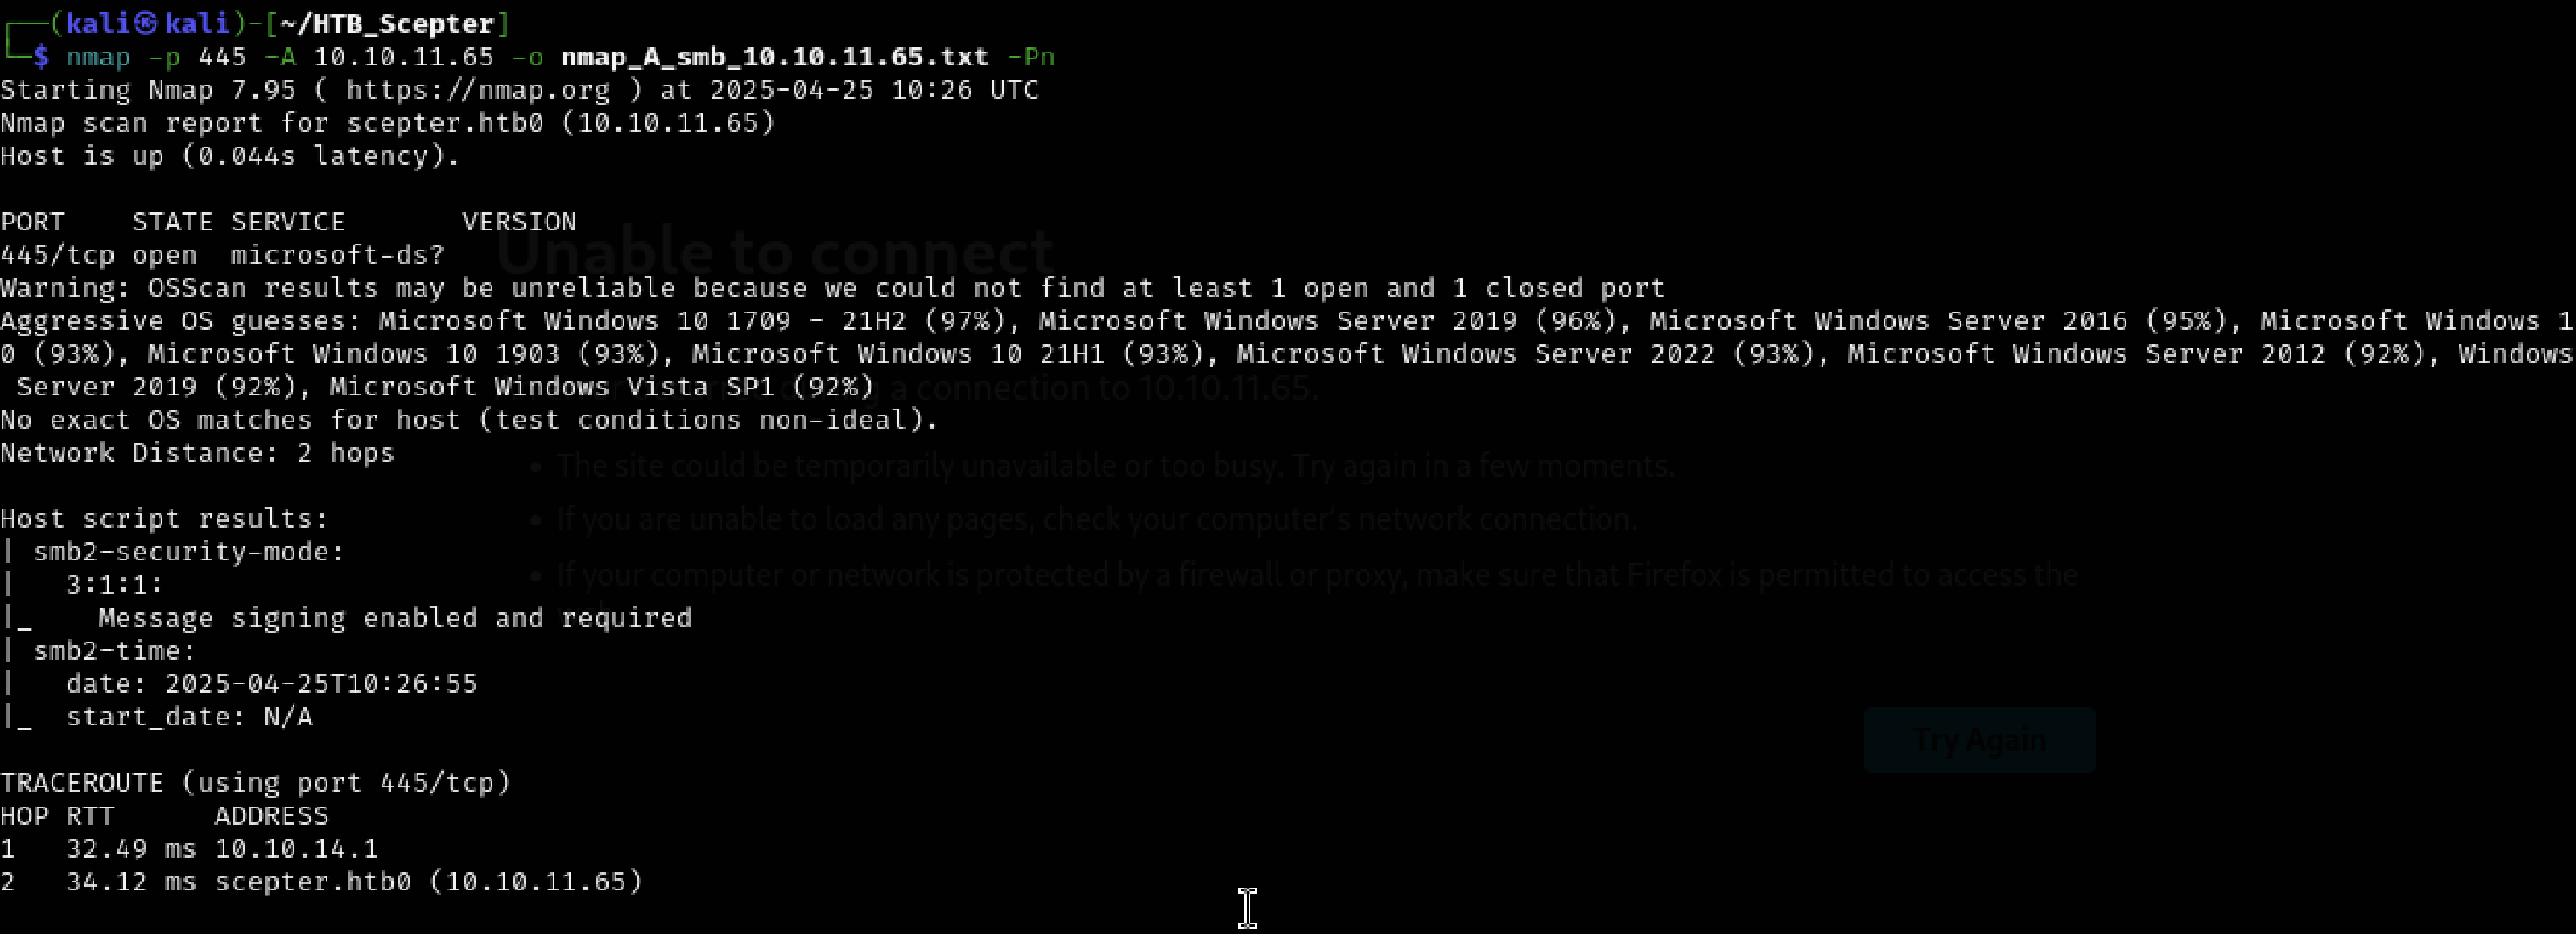 ┌──(kali㉿kali)-[~/HTB_Scepter]
└─$ nmap -p 445 -A 10.10.11.65 -o nmap_A_smb_10.10.11.65.txt -Pn
Starting Nmap 7.95 ( https://nmap.org ) at 2025-04-25 10:26 UTC
Nmap scan report for scepter.htb0 (10.10.11.65)
Host is up (0.044s latency).
PORT    STATE SERVICE       VERSION
Unable to connect
445/tcp open  microsoft-ds?
Warning: OSScan results may be unreliable because we could not find at least 1 open and 1 closed port
Aggressive OS guesses: Microsoft Windows 10 1709 - 21H2 (97%), Microsoft Windows Server 2019 (96%), Microsoft Windows Server 2016 (95%), Microsoft Windows 1
0 (93%), Microsoft Windows 10 1903 (93%), Microsoft Windows 10 21H1 (93%), Microsoft Windows Server 2022 (93%), Microsoft Windows Server 2012 (92%), Windows
 Server 2019 (92%), Microsoft Windows Vista SP1 (92%)
a connection to 10.10.11.65.
No exact OS matches for host (test conditions non-ideal).
Network Distance: 2 hops
• The site could be temporarily unavailable or too busy. Try again in a few moments.
Host script results:
• If you are unable to load any pages, check your computer's network connection.
| smb2-security-mode:
|   3:1:1:
• If your computer or network is protected by a firewall or proxy, make sure that Firefox is permitted to access the
|_    Message signing enabled and required
| smb2-time:
|   date: 2025-04-25T10:26:55
|_  start_date: N/A
Try Again
TRACEROUTE (using port 445/tcp)
HOP RTT      ADDRESS
1   32.49 ms 10.10.14.1
2   34.12 ms scepter.htb0 (10.10.11.65)